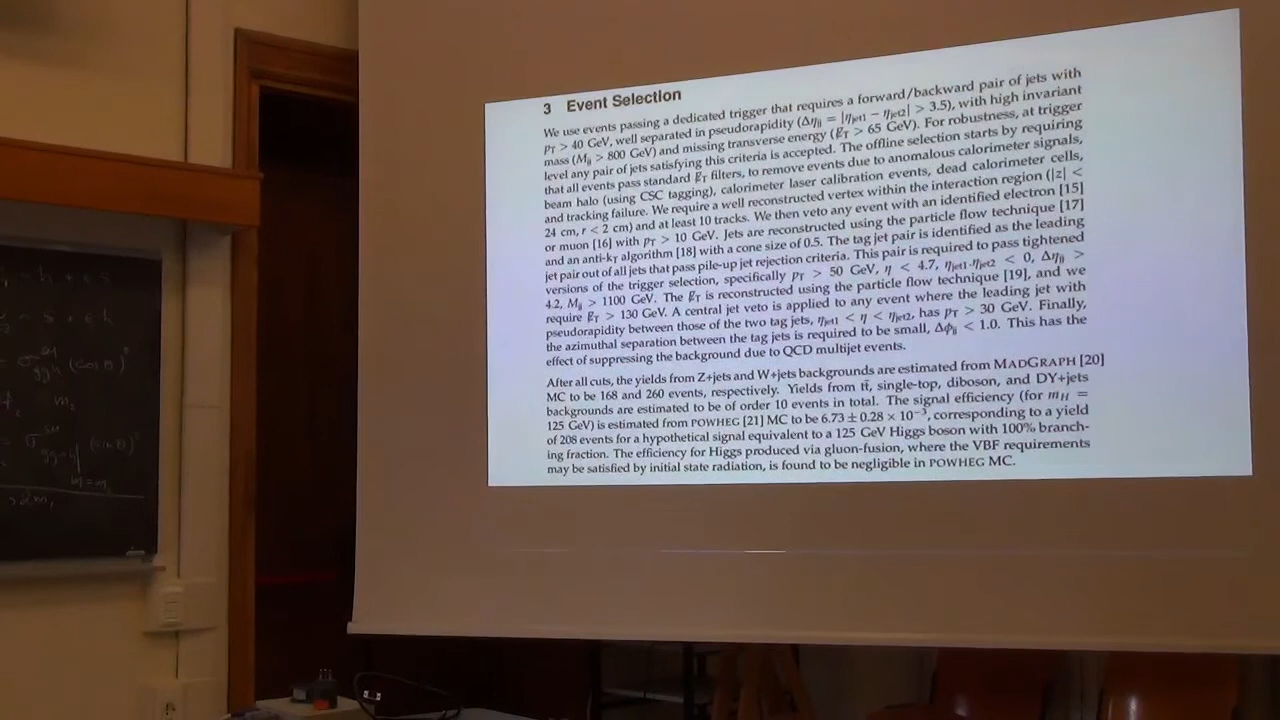 3 Event Selection
We use events passing a dedicated trigger that requires a forward/backward pair of jets with
pT > 40 GeV, well separated in pseudorapidity (Δηjj = |ηjet1 − ηjet2| > 3.5), with high invariant
mass (Mjj > 800 GeV) and missing transverse energy (E̸T > 65 GeV). For robustness, at trigger
level any pair of jets satisfying this criteria is accepted. The offline selection starts by requiring
that all events pass standard E̸T filters, to remove events due to anomalous calorimeter signals,
beam halo (using CSC tagging), calorimeter laser calibration events, dead calorimeter cells,
and tracking failure. We require a well reconstructed vertex within the interaction region (|z| <
24 cm, r < 2 cm) and at least 10 tracks. We then veto any event with an identified electron [15]
or muon [16] with pT > 10 GeV. Jets are reconstructed using the particle flow technique [17]
and an anti-kT algorithm [18] with a cone size of 0.5. The tag jet pair is identified as the leading
jet pair out of all jets that pass pile-up jet rejection criteria. This pair is required to pass tightened
versions of the trigger selection, specifically pT > 50 GeV, η < 4.7, ηjet1·ηjet2 < 0, Δηjj >
4.2, Mjj > 1100 GeV. The E̸T is reconstructed using the particle flow technique [19], and we
require E̸T > 130 GeV. A central jet veto is applied to any event where the leading jet with
pseudorapidity between those of the two tag jets, ηjet1 < η < ηjet2, has pT > 30 GeV. Finally,
the azimuthal separation between the tag jets is required to be small, Δφjj < 1.0. This has the
effect of suppressing the background due to QCD multijet events.
After all cuts, the yields from Z+jets and W+jets backgrounds are estimated from MADGRAPH [20]
MC to be 168 and 260 events, respectively. Yields from tt̄, single-top, diboson, and DY+jets
backgrounds are estimated to be of order 10 events in total. The signal efficiency (for mH =
125 GeV) is estimated from POWHEG [21] MC to be 6.73 ± 0.28 × 10⁻³, corresponding to a yield
of 208 events for a hypothetical signal equivalent to a 125 GeV Higgs boson with 100% branch-
ing fraction. The efficiency for Higgs produced via gluon-fusion, where the VBF requirements
may be satisfied by initial state radiation, is found to be negligible in POWHEG MC.